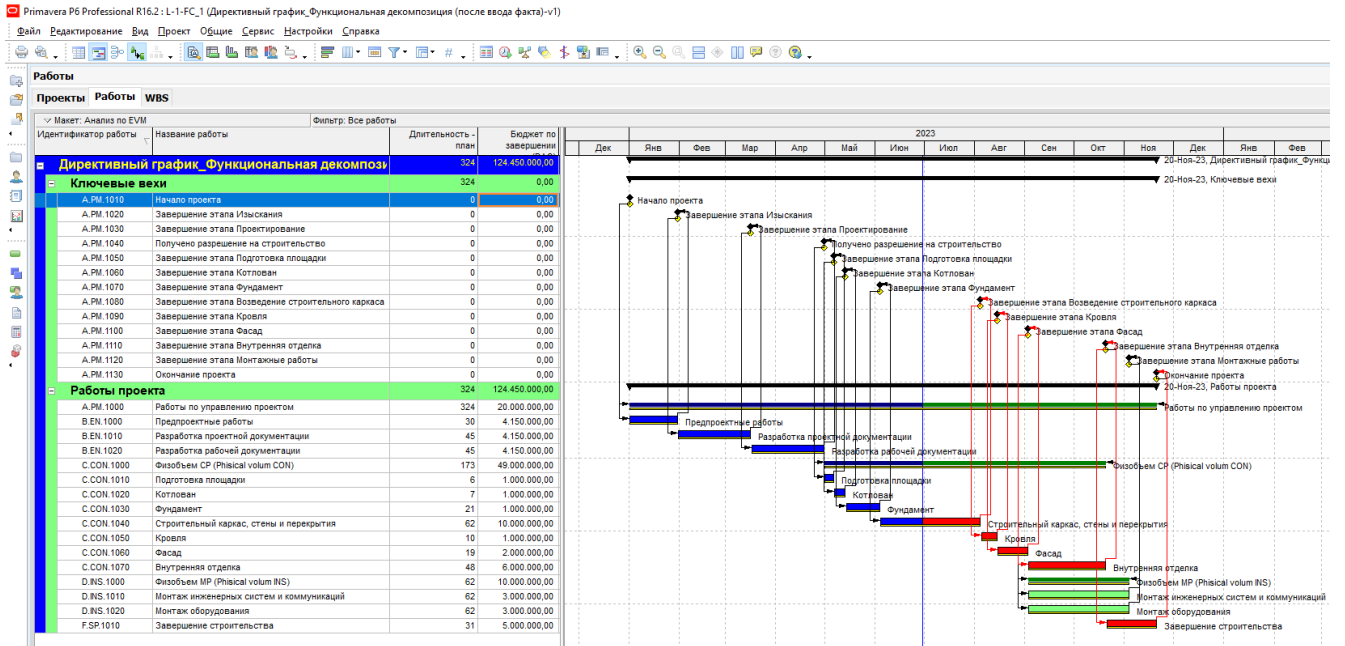 Primavera P6 Professional R16.2 : L-1-FC_1 (Директивный график_Функциональная декомпозиция (после ввода факта)-v1)
Файл Редактирование Вид Проект Общие Сервис Настройки Справка
Работы
Проекты Работы WBS
Макет: Анализ по EVM Фильтр: Все работы
Идентификатор работы Название работы Длительность - план Бюджет по завершении
2023
Дек Янв Фев Мар Апр Май Июн Июл Авг Сен Окт Ноя Дек Янв Фев
Директивный график_Функциональная декомпози 324 124.450.000,00 20-Ноя-23, Директивный график_Функц
Ключевые вехи 324 0,00 20-Ноя-23, Ключевые вехи
A.PM.1010 Начало проекта 0 0,00 Начало проекта
A.PM.1020 Завершение этапа Изыскания 0 0,00 Завершение этапа Изыскания
A.PM.1030 Завершение этапа Проектирование 0 0,00 Завершение этапа Проектирование
A.PM.1040 Получено разрешение на строительство 0 0,00 Получено разрешение на строительство
A.PM.1050 Завершение этапа Подготовка площадки 0 0,00 Завершение этапа Подготовка площадки
A.PM.1060 Завершение этапа Котлован 0 0,00 Завершение этапа Котлован
A.PM.1070 Завершение этапа Фундамент 0 0,00 Завершение этапа Фундамент
A.PM.1080 Завершение этапа Возведение строительного каркаса 0 0,00 Завершение этапа Возведение строительного каркаса
A.PM.1090 Завершение этапа Кровля 0 0,00 Завершение этапа Кровля
A.PM.1100 Завершение этапа Фасад 0 0,00 Завершение этапа Фасад
A.PM.1110 Завершение этапа Внутренняя отделка 0 0,00 Завершение этапа Внутренняя отделка
A.PM.1120 Завершение этапа Монтажные работы 0 0,00 Завершение этапа Монтажные работы
A.PM.1130 Окончание проекта 0 0,00 Окончание проекта
Работы проекта 324 124.450.000,00 20-Ноя-23, Работы проекта
A.PM.1000 Работы по управлению проектом 324 20.000.000,00 Работы по управлению проектом
B.EN.1000 Предпроектные работы 30 4.150.000,00 Предпроектные работы
B.EN.1010 Разработка проектной документации 45 4.150.000,00 Разработка проектной документации
B.EN.1020 Разработка рабочей документации 45 4.150.000,00 Разработка рабочей документации
C.CON.1000 Физобъем СР (Phisical volum CON) 173 49.000.000,00 Физобъем СР (Phisical volum CON)
C.CON.1010 Подготовка площадки 6 1.000.000,00 Подготовка площадки
C.CON.1020 Котлован 7 1.000.000,00 Котлован
C.CON.1030 Фундамент 21 1.000.000,00 Фундамент
C.CON.1040 Строительный каркас, стены и перекрытия 62 10.000.000,00 Строительный каркас, стены и перекрытия
C.CON.1050 Кровля 10 1.000.000,00 Кровля
C.CON.1060 Фасад 19 2.000.000,00 Фасад
C.CON.1070 Внутренняя отделка 48 6.000.000,00 Внутренняя отделка
D.INS.1000 Физобъем МР (Phisical volum INS) 62 10.000.000,00 Физобъем МР (Phisical volum INS)
D.INS.1010 Монтаж инженерных систем и коммуникаций 62 3.000.000,00 Монтаж инженерных систем и коммуникаций
D.INS.1020 Монтаж оборудования 62 3.000.000,00 Монтаж оборудования
F.SP.1010 Завершение строительства 31 5.000.000,00 Завершение строительства